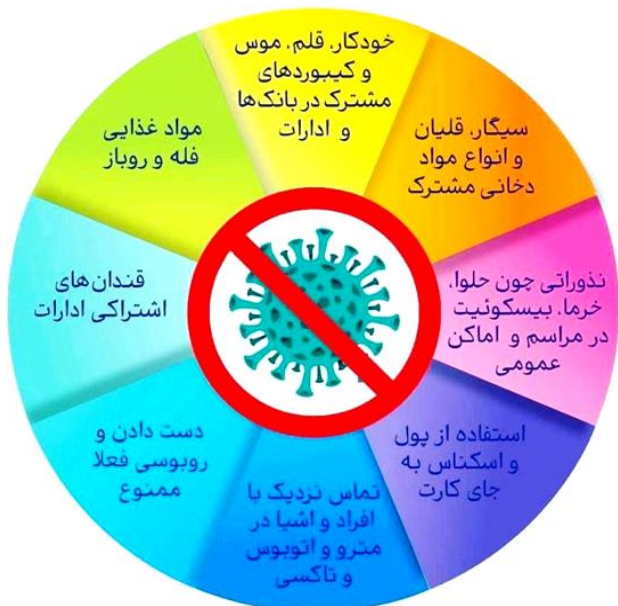 خودکار، قلم، موس
و کیبوردهای
مشترک در بانک‌ها
و ادارات
سیگار، قلیان
و انواع مواد
دخانی مشترک
نذوراتی چون حلوا،
خرما، بیسکوئیت
در مراسم و اماکن
عمومی
استفاده از پول
و اسکناس به
جای کارت
تماس نزدیک با
افراد و اشیا در
مترو و اتوبوس
و تاکسی
دست دادن و
روبوسی فعلا
ممنوع
قندان‌های
اشتراکی ادارات
مواد غذایی
فله و روباز